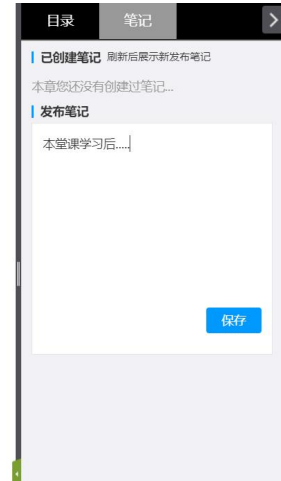 目录 笔记
已创建笔记 刷新后展示新发布笔记
本章您还没有创建过笔记...
发布笔记
本堂课学习后.....
保存